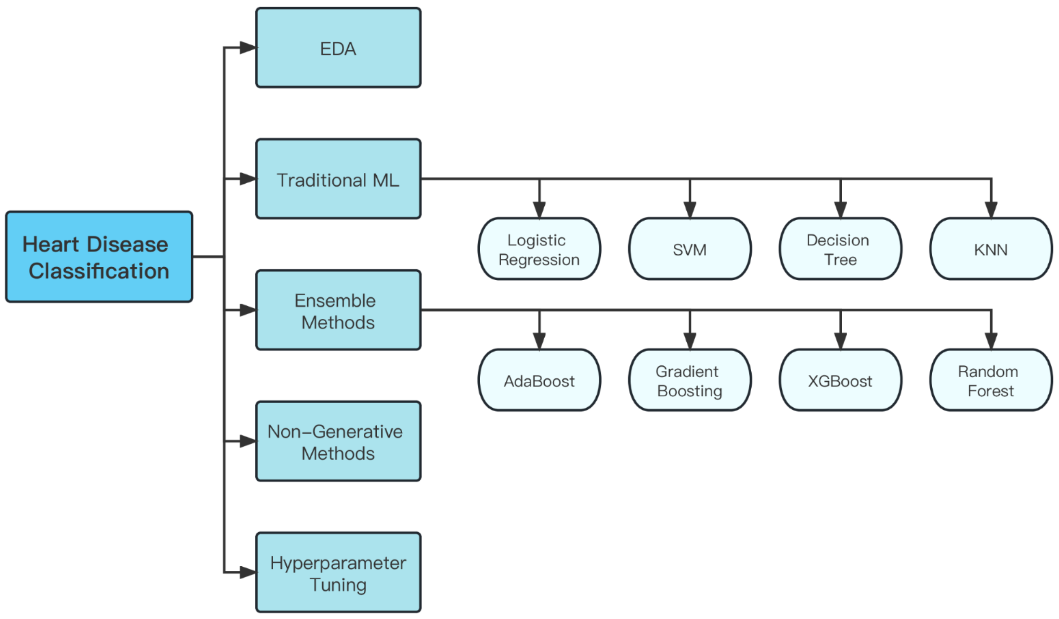 EDA
Traditional ML
Logistic
Regression
SVM
Decision
Tree
KNN
Heart Disease
Classification
Ensemble
Methods
AdaBoost
Gradient
Boosting
XGBoost
Random
Forest
Non-Generative
Methods
Hyperparameter
Tuning